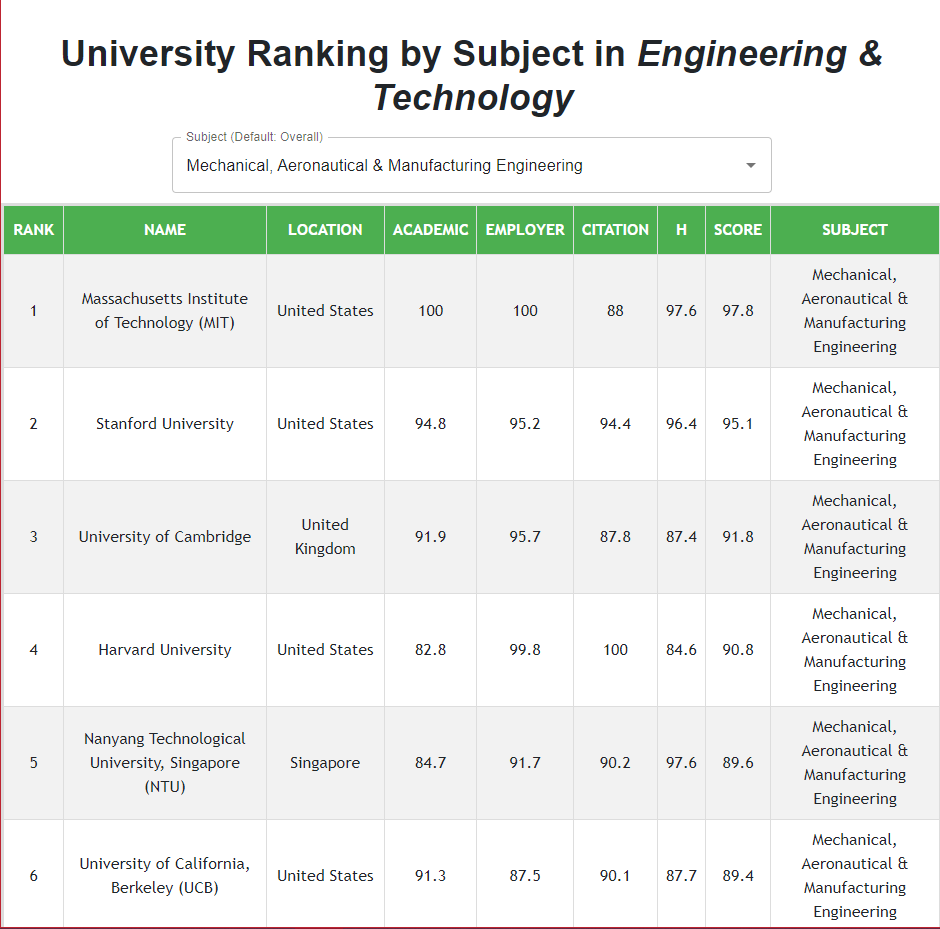 University Ranking by Subject in Engineering &
Technology
Subject (Default: Overall)
Mechanical, Aeronautical & Manufacturing Engineering
RANK NAME LOCATION ACADEMIC EMPLOYER CITATION H SCORE SUBJECT
1
Massachusetts Institute
of Technology (MIT)
United States
100
100
88
97.6
97.8
Mechanical,
Aeronautical &
Manufacturing
Engineering
2
Stanford University
United States
94.8
95.2
94.4
96.4
95.1
Mechanical,
Aeronautical &
Manufacturing
Engineering
3
University of Cambridge
United
Kingdom
91.9
95.7
87.8
87.4
91.8
Mechanical,
Aeronautical &
Manufacturing
Engineering
4
Harvard University
United States
82.8
99.8
100
84.6
90.8
Mechanical,
Aeronautical &
Manufacturing
Engineering
5
Nanyang Technological
University, Singapore
(NTU)
Singapore
84.7
91.7
90.2
97.6
89.6
Mechanical,
Aeronautical &
Manufacturing
Engineering
6
University of California,
Berkeley (UCB)
United States
91.3
87.5
90.1
87.7
89.4
Mechanical,
Aeronautical &
Manufacturing
Engineering